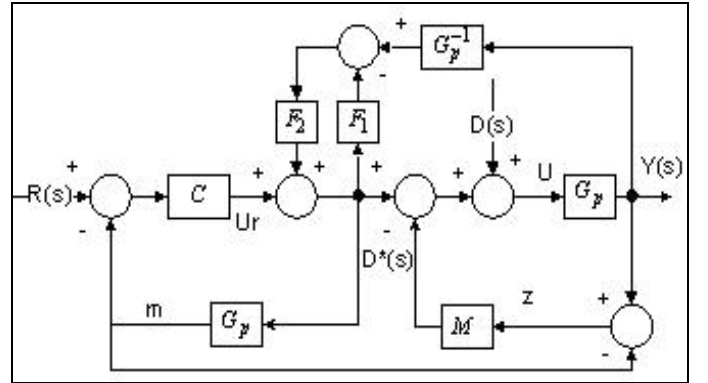 +
G_p^{-1}
-
F_2
F_1
D(s)
+
+
+
+
+
+
U
Y(s)
R(s)
C
G_p
-
Ur
-
D*(s)
m
G_p
z
M
+
-